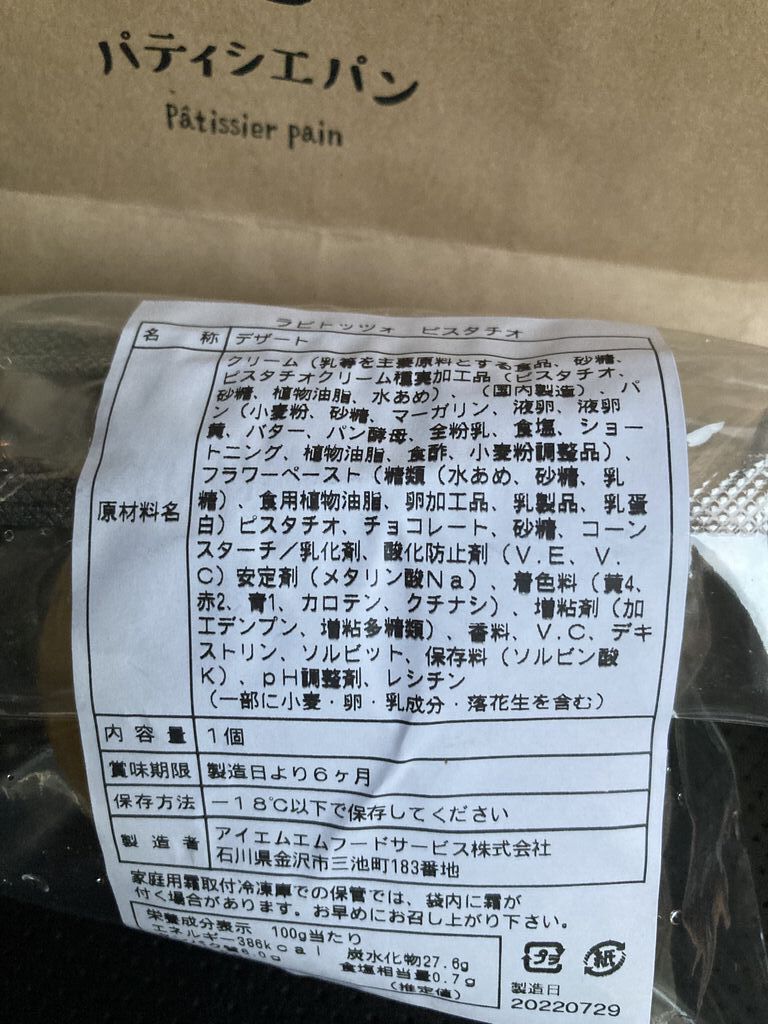 パティシエパン
Pâtissier pain
ラピトッツォ ピスタチオ
名称 デザート
原材料名
クリーム（乳等を主要原料とする食品、砂糖、
ピスタチオクリーム種実加工品（ピスタチオ、
砂糖、植物油脂、水あめ）、（国内製造）、パ
ン（小麦粉、砂糖、マーガリン、液卵、液卵
黄、バター、パン酵母、全粉乳、食塩、ショー
トニング、植物油脂、食酢、小麦粉調整品）、
フラワーペースト（糖類（水あめ、砂糖、乳
糖）、食用植物油脂、卵加工品、乳製品、乳蛋
白）ピスタチオ、チョコレート、砂糖、コーン
スターチ／乳化剤、酸化防止剤（V.E、V.
C）安定剤（メタリン酸Na）、着色料（黄4、
赤2、青1、カロテン、クチナシ）、増粘剤（加
工デンプン、増粘多糖類）、香料、V.C、デキ
ストリン、ソルビット、保存料（ソルビン酸
K）、pH調整剤、レシチン
（一部に小麦・卵・乳成分・落花生を含む）
内容量 1個
賞味期限 製造日より6ヶ月
保存方法 －18℃以下で保存してください
製造者 アイエムエムフードサービス株式会社
石川県金沢市三池町183番地
家庭用霜取付冷凍庫での保管では、袋内に霜が
付く場合があります。お早めにお召し上がり下さい。
栄養成分表示 100g当たり
エネルギー386kcal 炭水化物27.6g
食塩相当量0.7g
（推定値）
プラ 紙
製造日
20220729